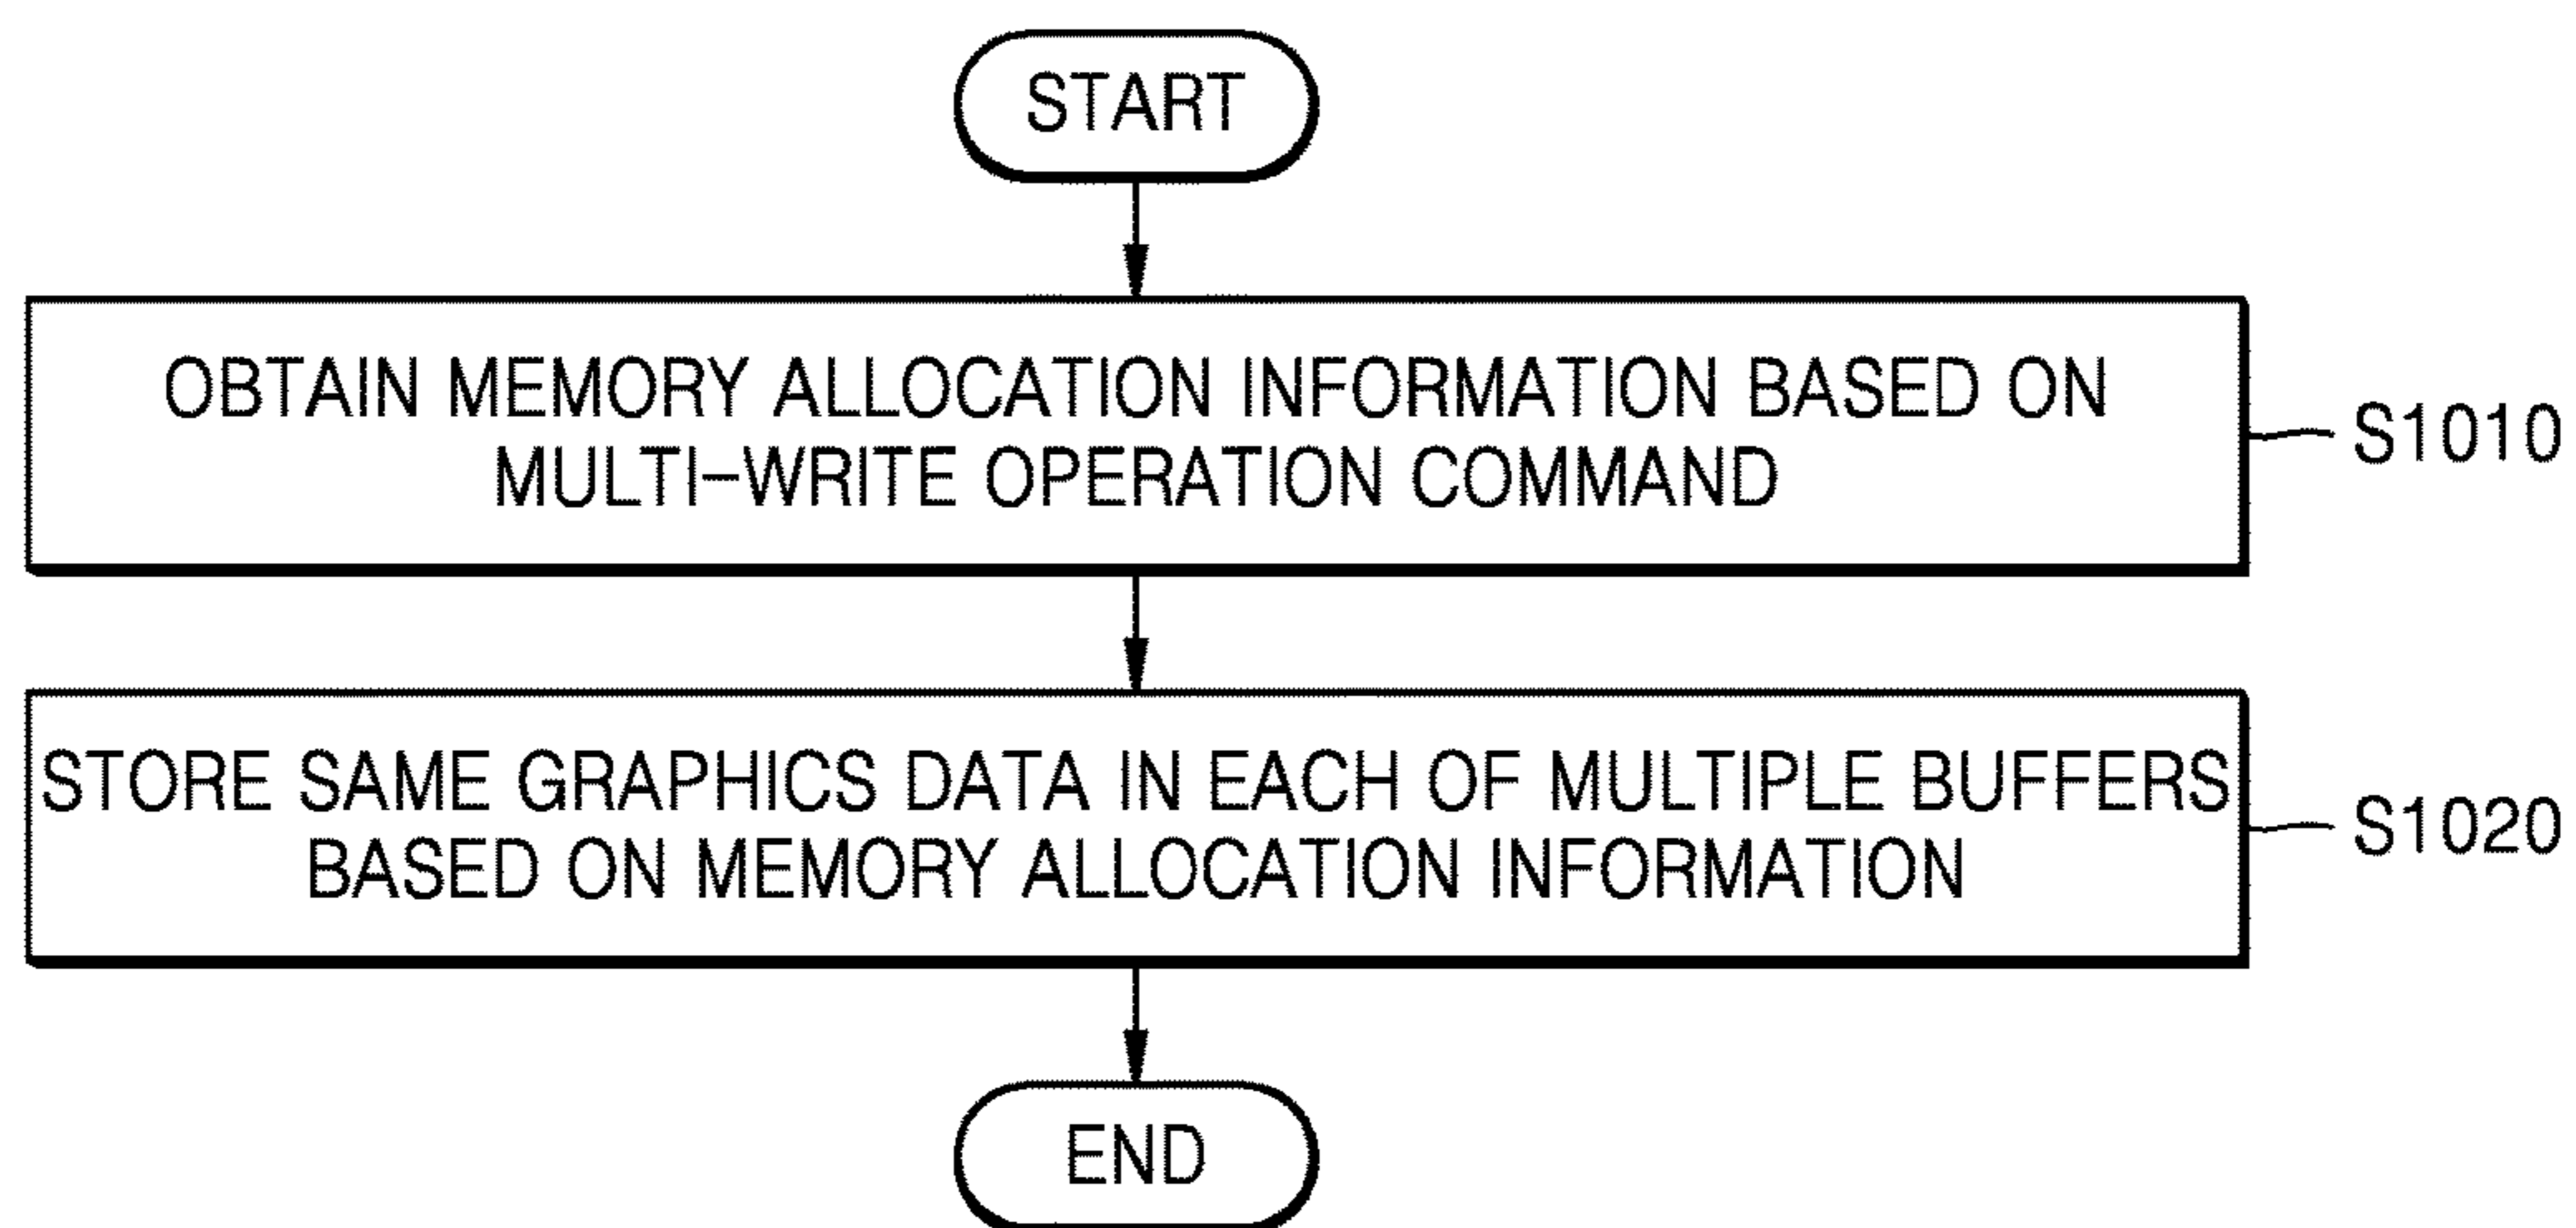 START
OBTAIN MEMORY ALLOCATION INFORMATION BASED ON
MULTI-WRITE OPERATION COMMAND
S1010
STORE SAME GRAPHICS DATA IN EACH OF MULTIPLE BUFFERS
BASED ON MEMORY ALLOCATION INFORMATION
S1020
END